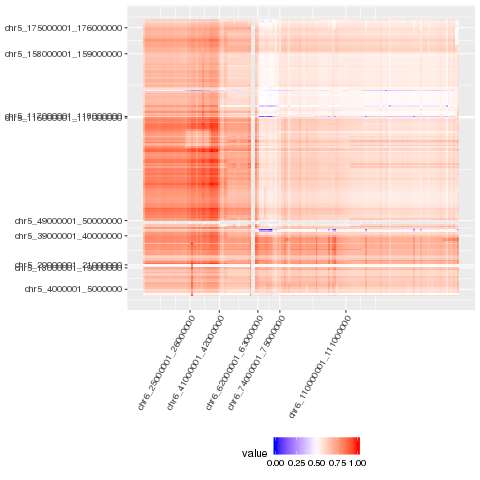 chr5_175000001_176000000
chr5_158000001_159000000
chr5_49000001_50000000
chr5_39000001_40000000
chr5_4000001_5000000
chr6_25000001_26000000
chr6_41000001_42000000
chr6_62000001_63000000
chr6_74000001_75000000
chr6_110000001_111000000
value
0.00 0.25 0.50 0.75 1.00